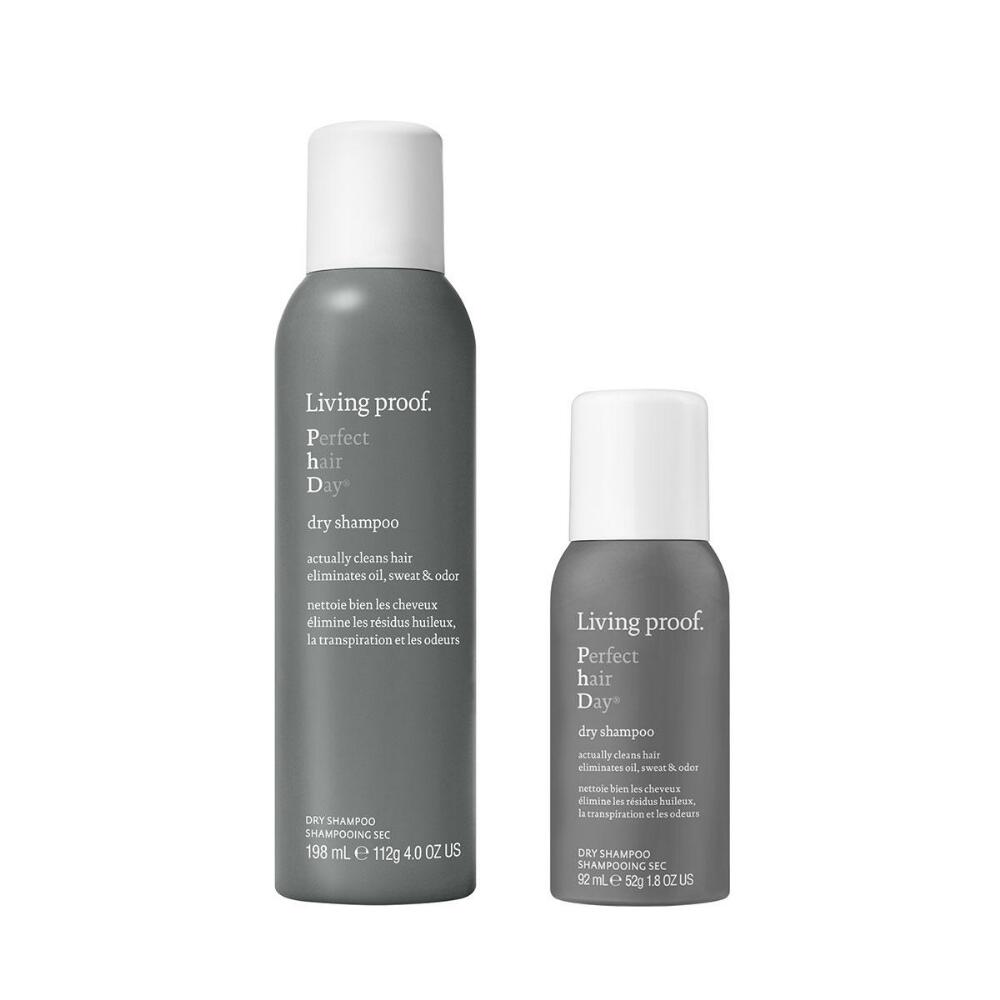 Living proof.
Perfect
hair
Day®
dry shampoo
actually cleans hair
eliminates oil, sweat & odor
nettoie bien les cheveux
élimine les résidus huileux,
la transpiration et les odeurs
DRY SHAMPOO
SHAMPOOING SEC
198 mL ℮ 112g 4.0 OZ US
Living proof.
Perfect
hair
Day®
dry shampoo
actually cleans hair
eliminates oil, sweat & odor
nettoie bien les cheveux
élimine les résidus huileux,
la transpiration et les odeurs
DRY SHAMPOO
SHAMPOOING SEC
92 mL ℮ 52g 1.8 OZ US